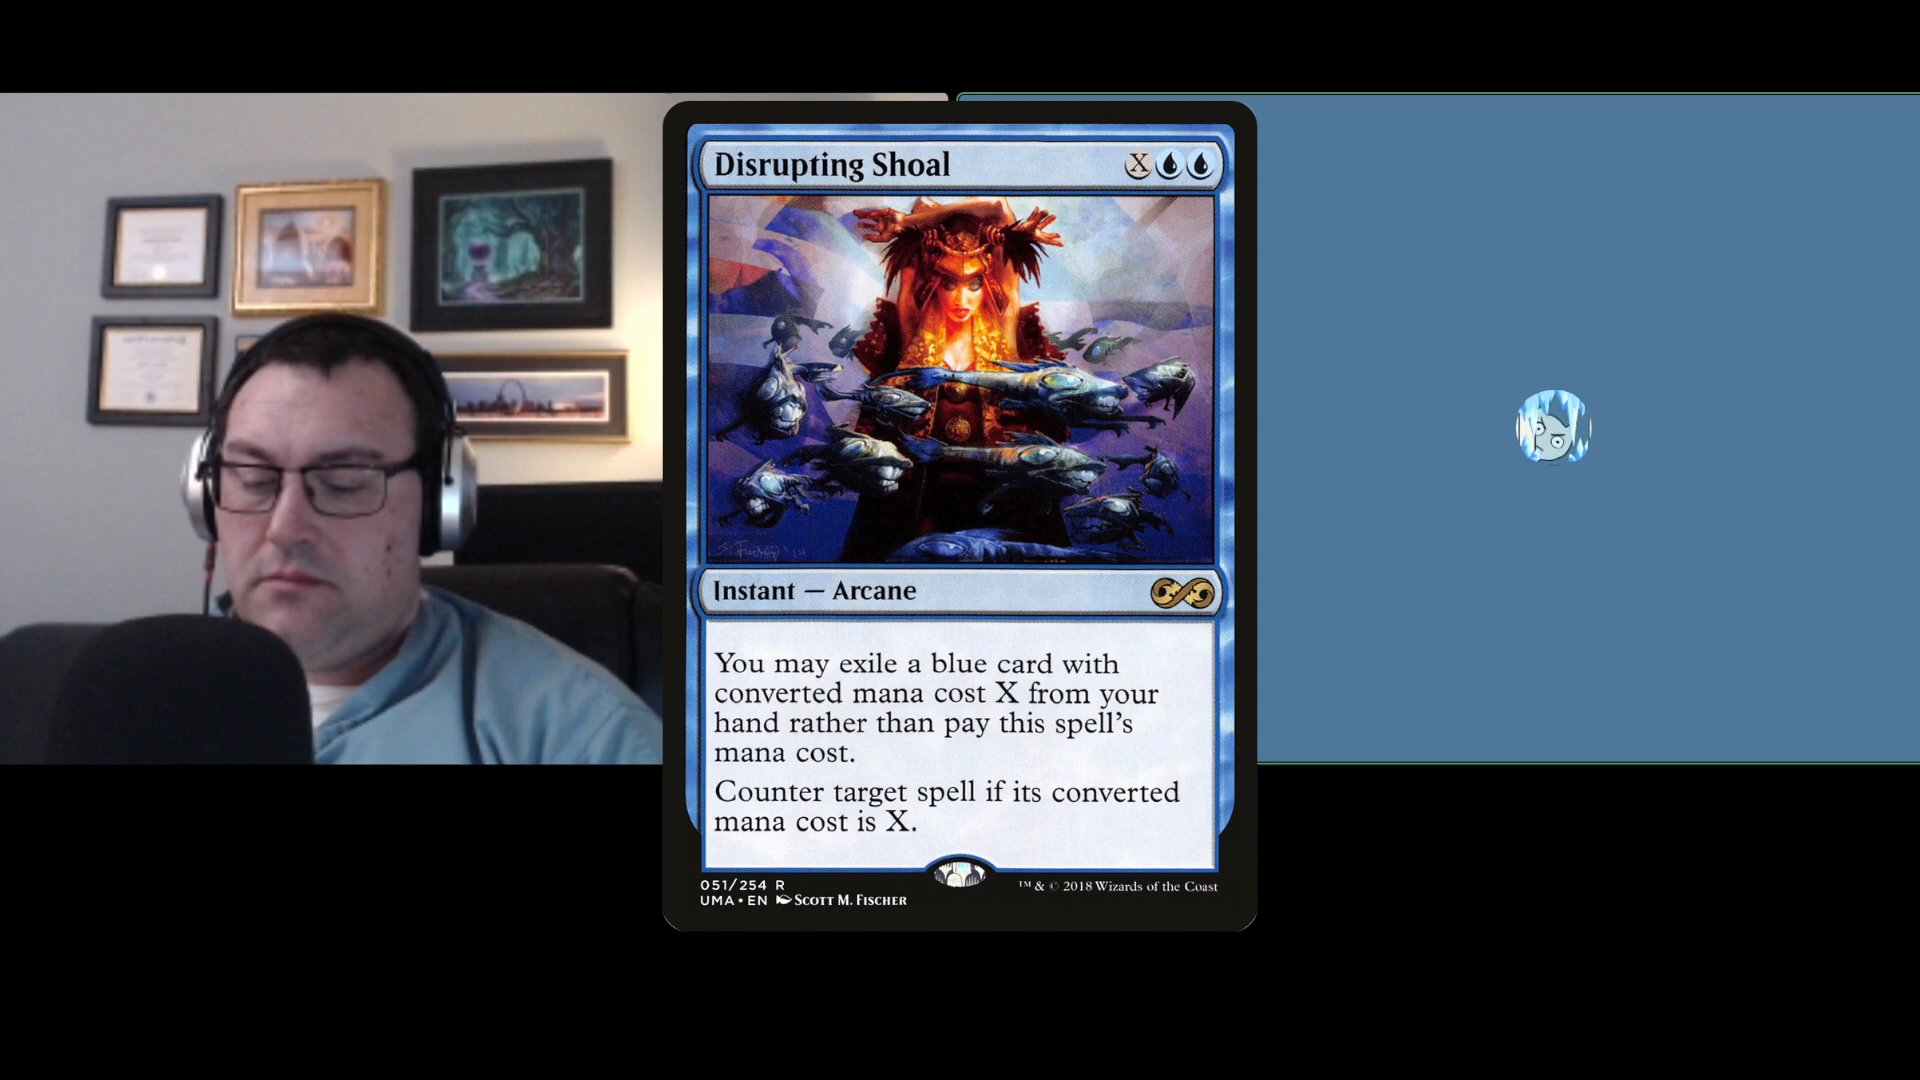 Disrupting Shoal X
Instant — Arcane
You may exile a blue card with
converted mana cost X from your
hand rather than pay this spell's
mana cost.
Counter target spell if its converted
mana cost is X.
051/254 R
™ & © 2018 Wizards of the Coast
UMA • EN Scott M. Fischer